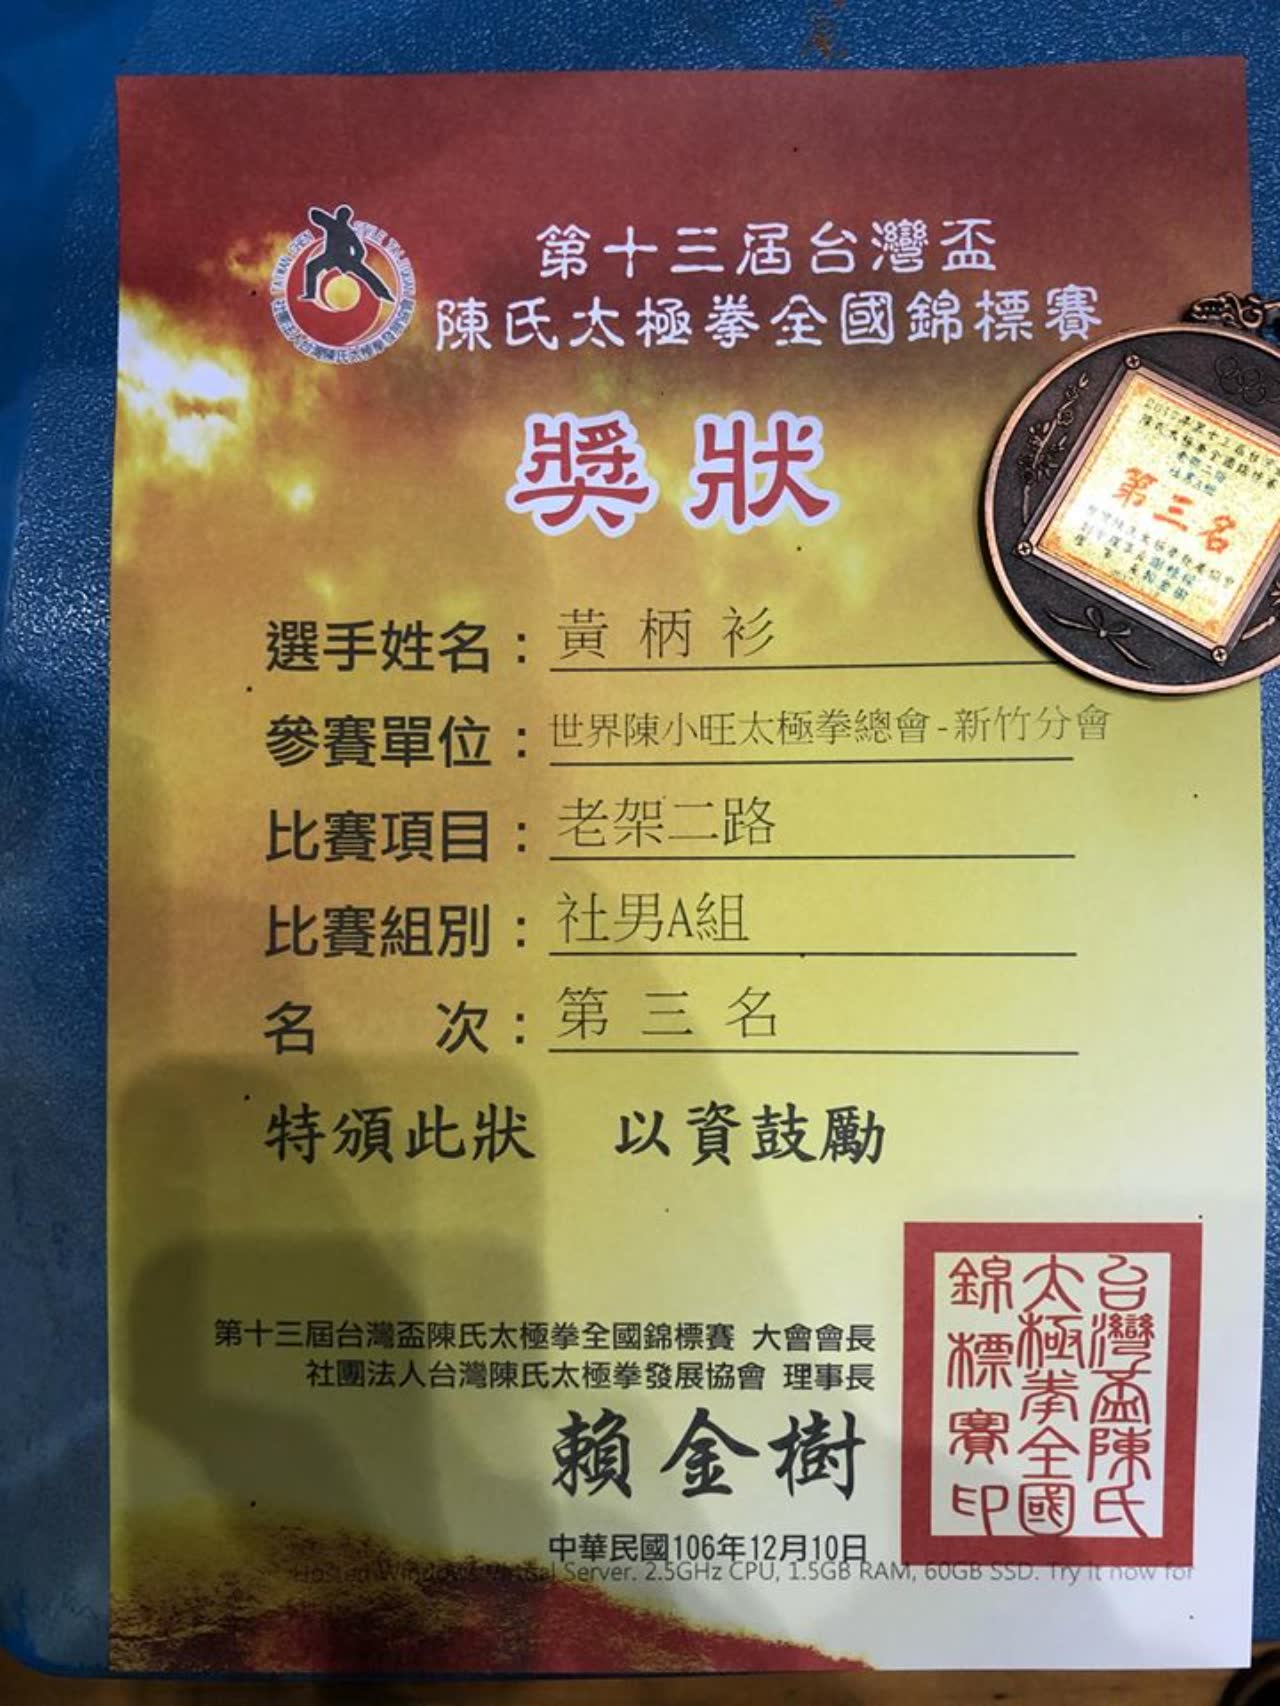 第十三屆台灣盃
陳氏太極拳全國錦標賽
獎狀
選手姓名：黃柄衫
參賽單位：世界陳小旺太極拳總會-新竹分會
比賽項目：老架二路
比賽組別：社男A組
名次：第三名
特頒此狀 以資鼓勵
第十三屆台灣盃陳氏太極拳全國錦標賽 大會會長
社團法人台灣陳氏太極拳發展協會 理事長
賴金樹
中華民國106年12月10日
台灣盃陳氏
太極拳全國
錦標賽印
第三名
Hosted Windows Virtual Server. 2.5GHz CPU, 1.5GB RAM, 60GB SSD. Try it now for